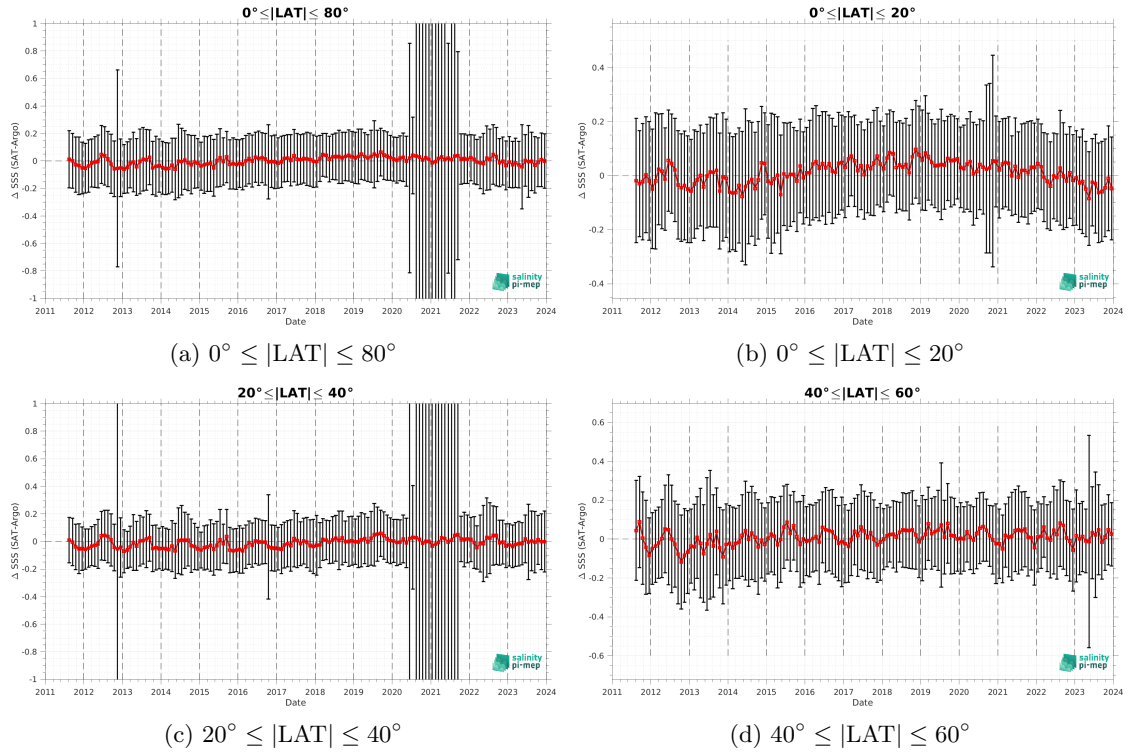 0°≤|LAT|≤ 80°
1
0.8
0.6
0.4
0.2
0
-0.2
-0.4
-0.6
-0.8
-1
Δ SSS (SAT-Argo)
2011 2012 2013 2014 2015 2016 2017 2018 2019 2020 2021 2022 2023 2024
Date
salinity
pi-mep
(a) 0° ≤ |LAT| ≤ 80°
0°≤|LAT|≤ 20°
0.4
0.2
0
-0.2
-0.4
Δ SSS (SAT-Argo)
2011 2012 2013 2014 2015 2016 2017 2018 2019 2020 2021 2022 2023 2024
Date
salinity
pi-mep
(b) 0° ≤ |LAT| ≤ 20°
20°≤|LAT|≤ 40°
1
0.8
0.6
0.4
0.2
0
-0.2
-0.4
-0.6
-0.8
-1
Δ SSS (SAT-Argo)
2011 2012 2013 2014 2015 2016 2017 2018 2019 2020 2021 2022 2023 2024
Date
salinity
pi-mep
(c) 20° ≤ |LAT| ≤ 40°
40°≤|LAT|≤ 60°
0.6
0.4
0.2
0
-0.2
-0.4
-0.6
Δ SSS (SAT-Argo)
2011 2012 2013 2014 2015 2016 2017 2018 2019 2020 2021 2022 2023 2024
Date
salinity
pi-mep
(d) 40° ≤ |LAT| ≤ 60°